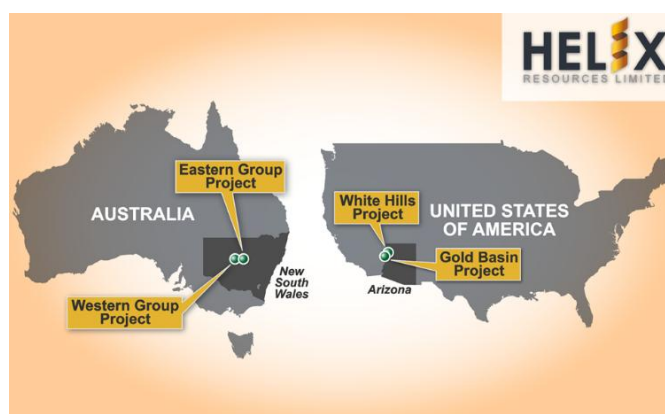 HELIX
RESOURCES LIMITED
Eastern Group
Project
AUSTRALIA
New
South
Wales
Western Group
Project
White Hills
Project
UNITED STATES
OF AMERICA
Gold Basin
Project
Arizona